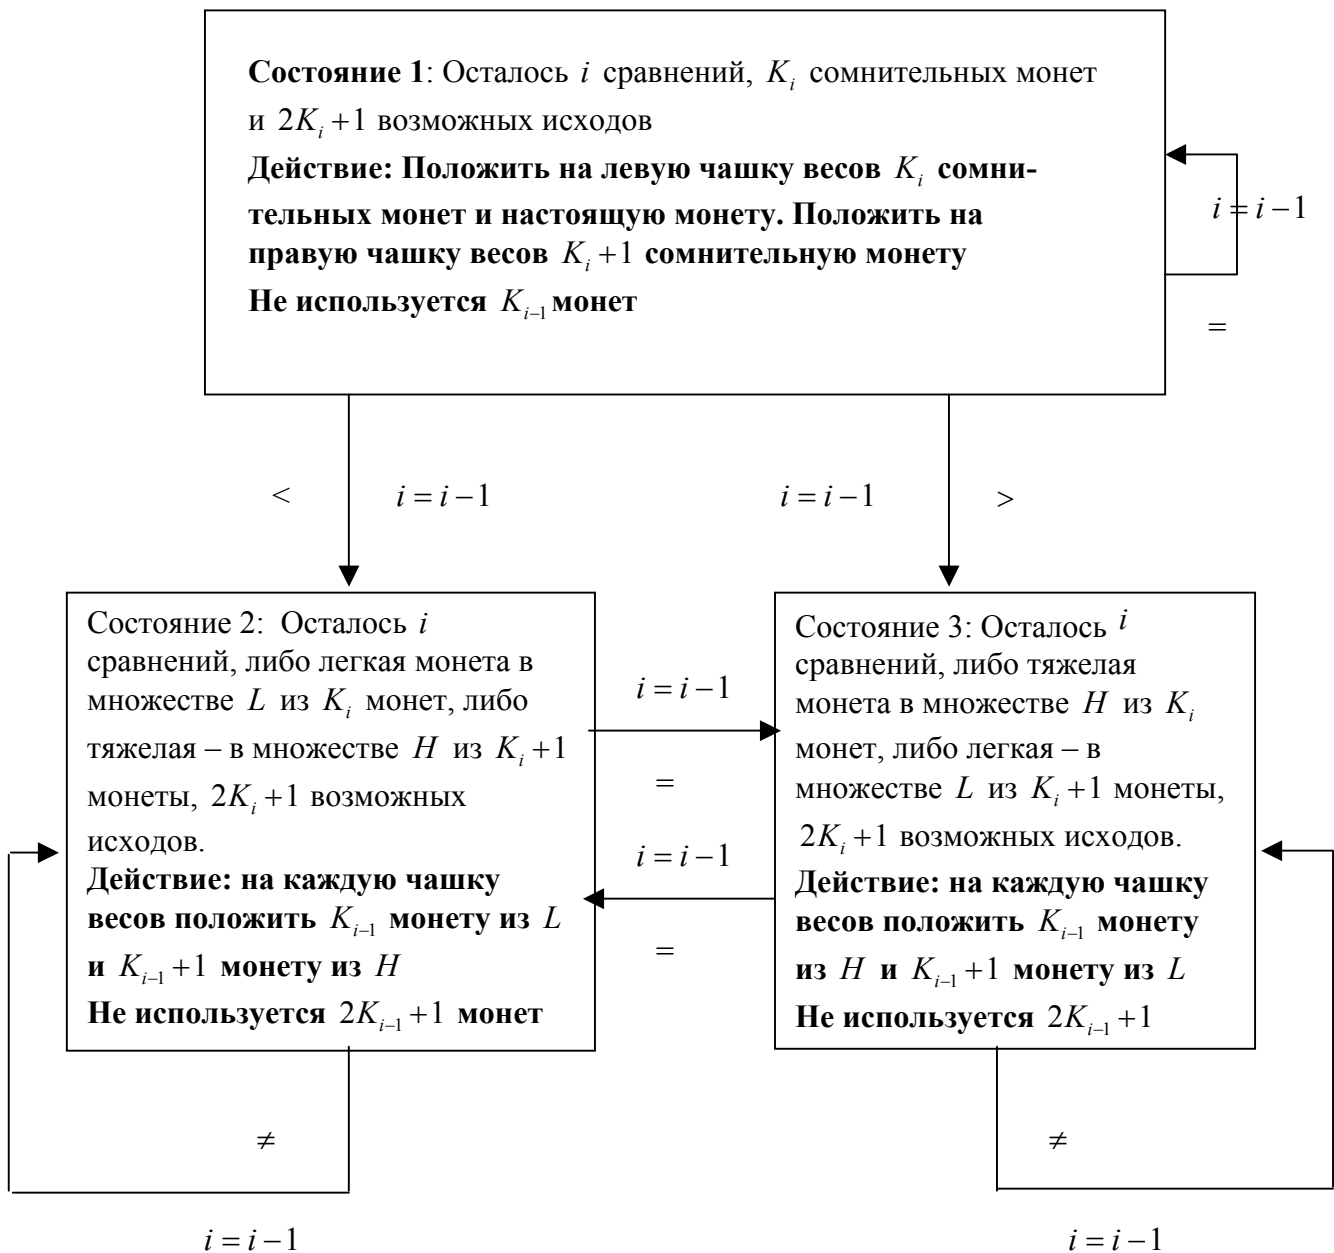 Состояние 1: Осталось i сравнений, K_i сомнительных монет
и 2K_i +1 возможных исходов
Действие: Положить на левую чашку весов K_i сомни-
тельных монет и настоящую монету. Положить на
правую чашку весов K_i +1 сомнительную монету
Не используется K_{i−1} монет
i = i −1
=
<
i = i −1
i = i −1
>
Состояние 2: Осталось i
сравнений, либо легкая монета в
множестве L из K_i монет, либо
тяжелая – в множестве H из K_i +1
монеты, 2K_i +1 возможных
исходов.
Действие: на каждую чашку
весов положить K_{i−1} монету из L
и K_{i−1} +1 монету из H
Не используется 2K_{i−1} +1 монет
i = i −1
=
i = i −1
=
Состояние 3: Осталось i
сравнений, либо тяжелая
монета в множестве H из K_i
монет, либо легкая – в
множестве L из K_i +1 монеты,
2K_i +1 возможных исходов.
Действие: на каждую чашку
весов положить K_{i−1} монету
из H и K_{i−1} +1 монету из L
Не используется 2K_{i−1} +1
≠
≠
i = i −1
i = i −1